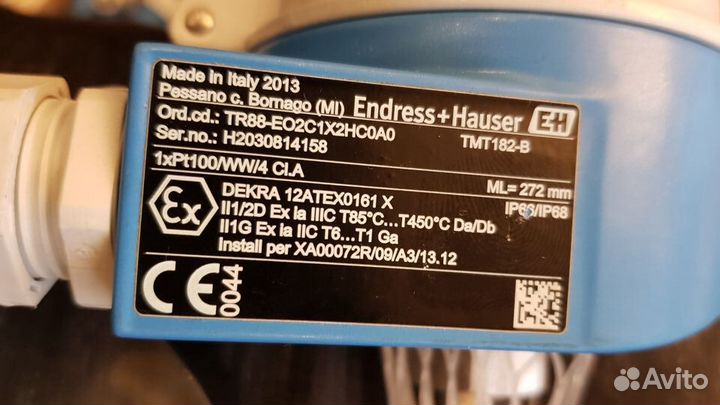 Made in Italy 2013
Pessano c. Bornago (MI) Endress+Hauser EH
Ord.cd.: TR88-EO2C1X2HC0A0 TMT182-B
Ser.no.: H2030814158
1xPt100/WW/4 Cl.A ML= 272 mm
IP66/IP68
Ex DEKRA 12ATEX0161 X
II1/2D Ex Ia IIIC T85°C...T450°C Da/Db
II1G Ex Ia IIC T6...T1 Ga
Install per XA00072R/09/A3/13.12
CE 0044
Avito